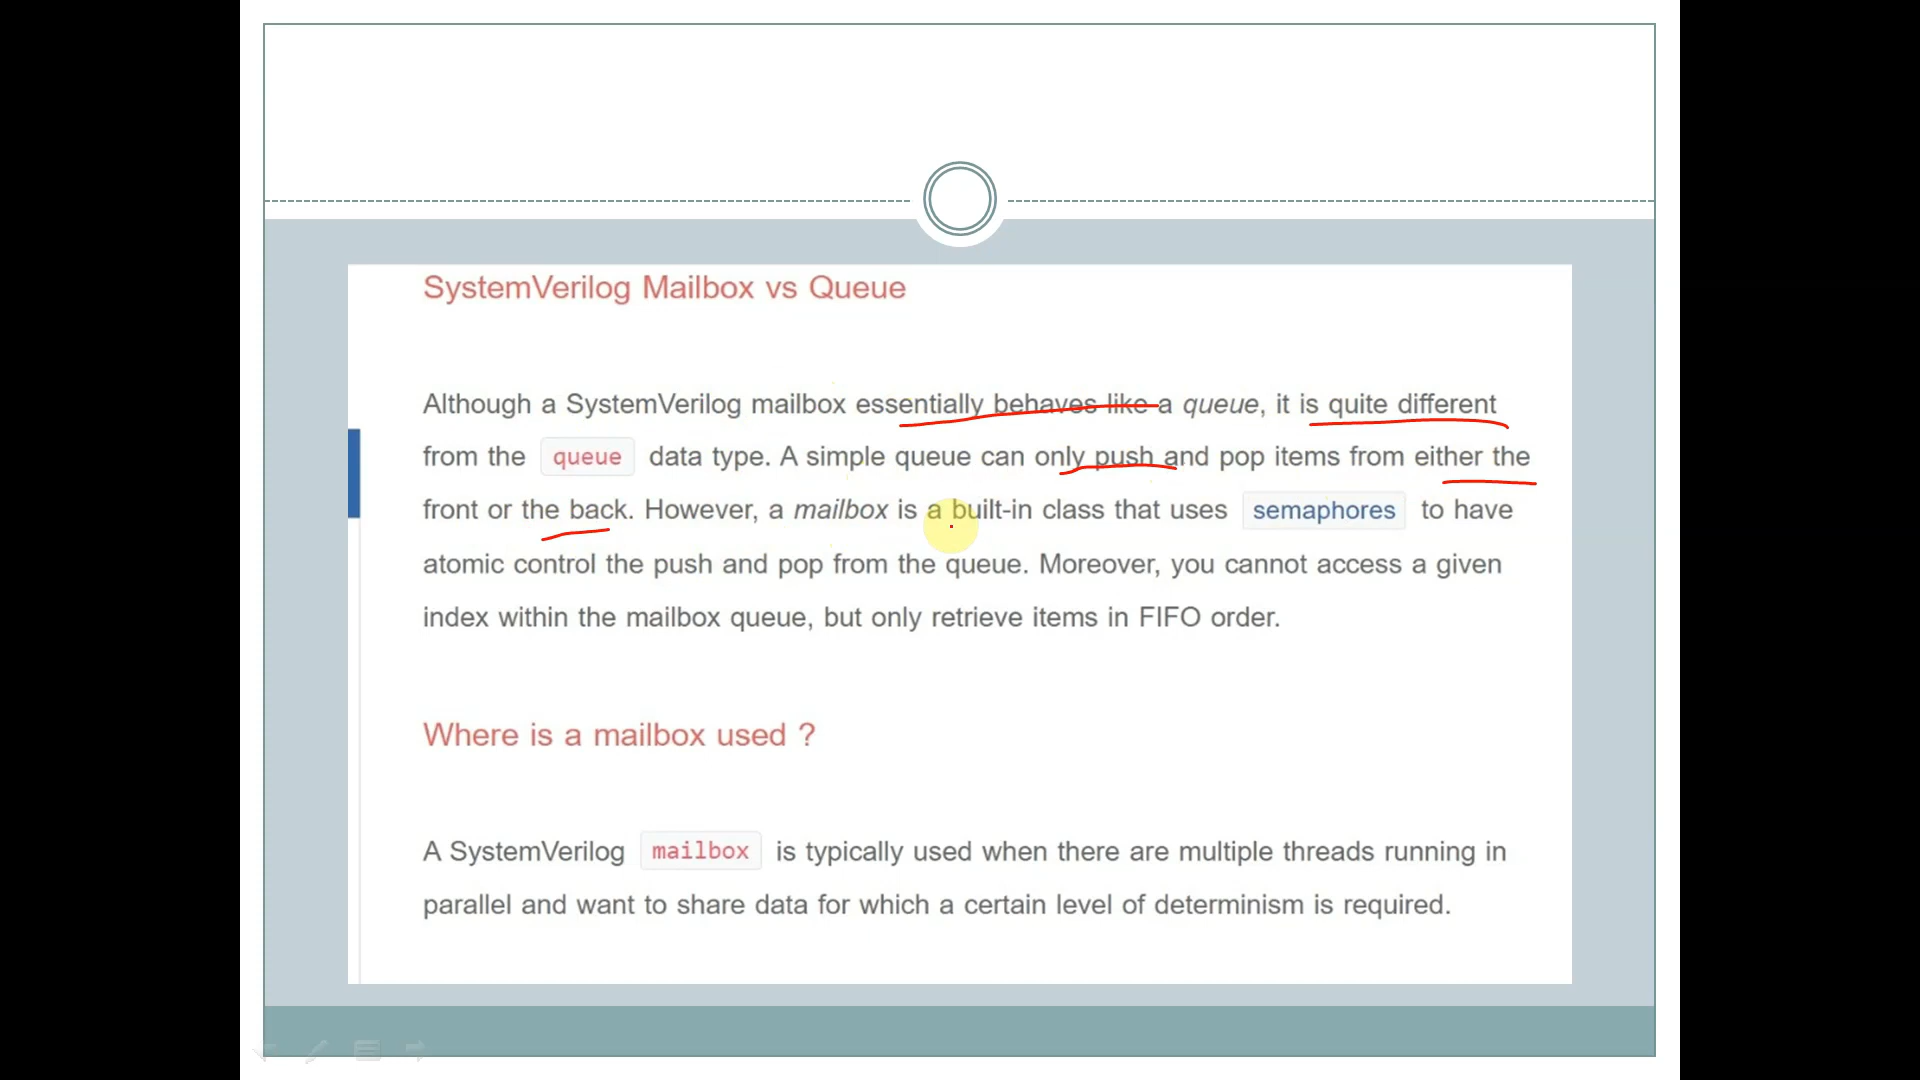 SystemVerilog Mailbox vs Queue
Although a SystemVerilog mailbox essentially behaves like a queue, it is quite different
from the queue data type. A simple queue can only push and pop items from either the
front or the back. However, a mailbox is a built-in class that uses semaphores to have
atomic control the push and pop from the queue. Moreover, you cannot access a given
index within the mailbox queue, but only retrieve items in FIFO order.
Where is a mailbox used ?
A SystemVerilog mailbox is typically used when there are multiple threads running in
parallel and want to share data for which a certain level of determinism is required.